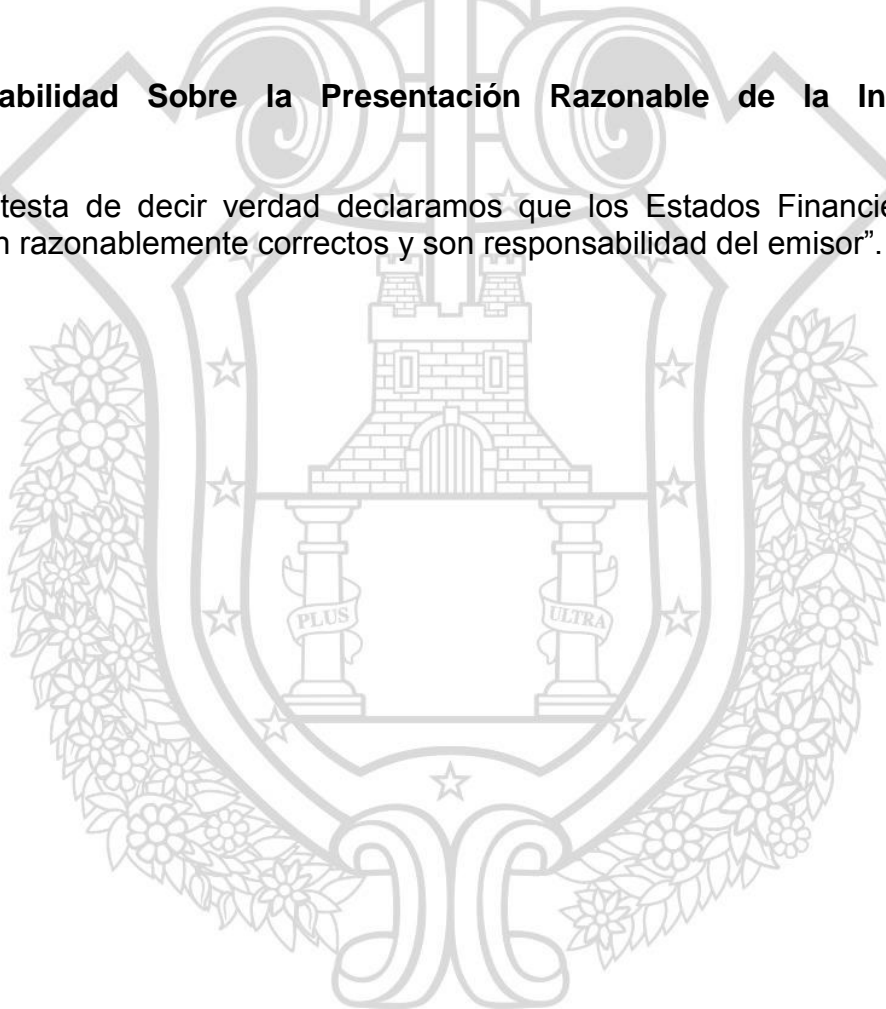 abilidad Sobre la Presentación Razonable de la In
testa de decir verdad declaramos que los Estados Financie
n razonablemente correctos y son responsabilidad del emisor”.
PLUS ULTRA